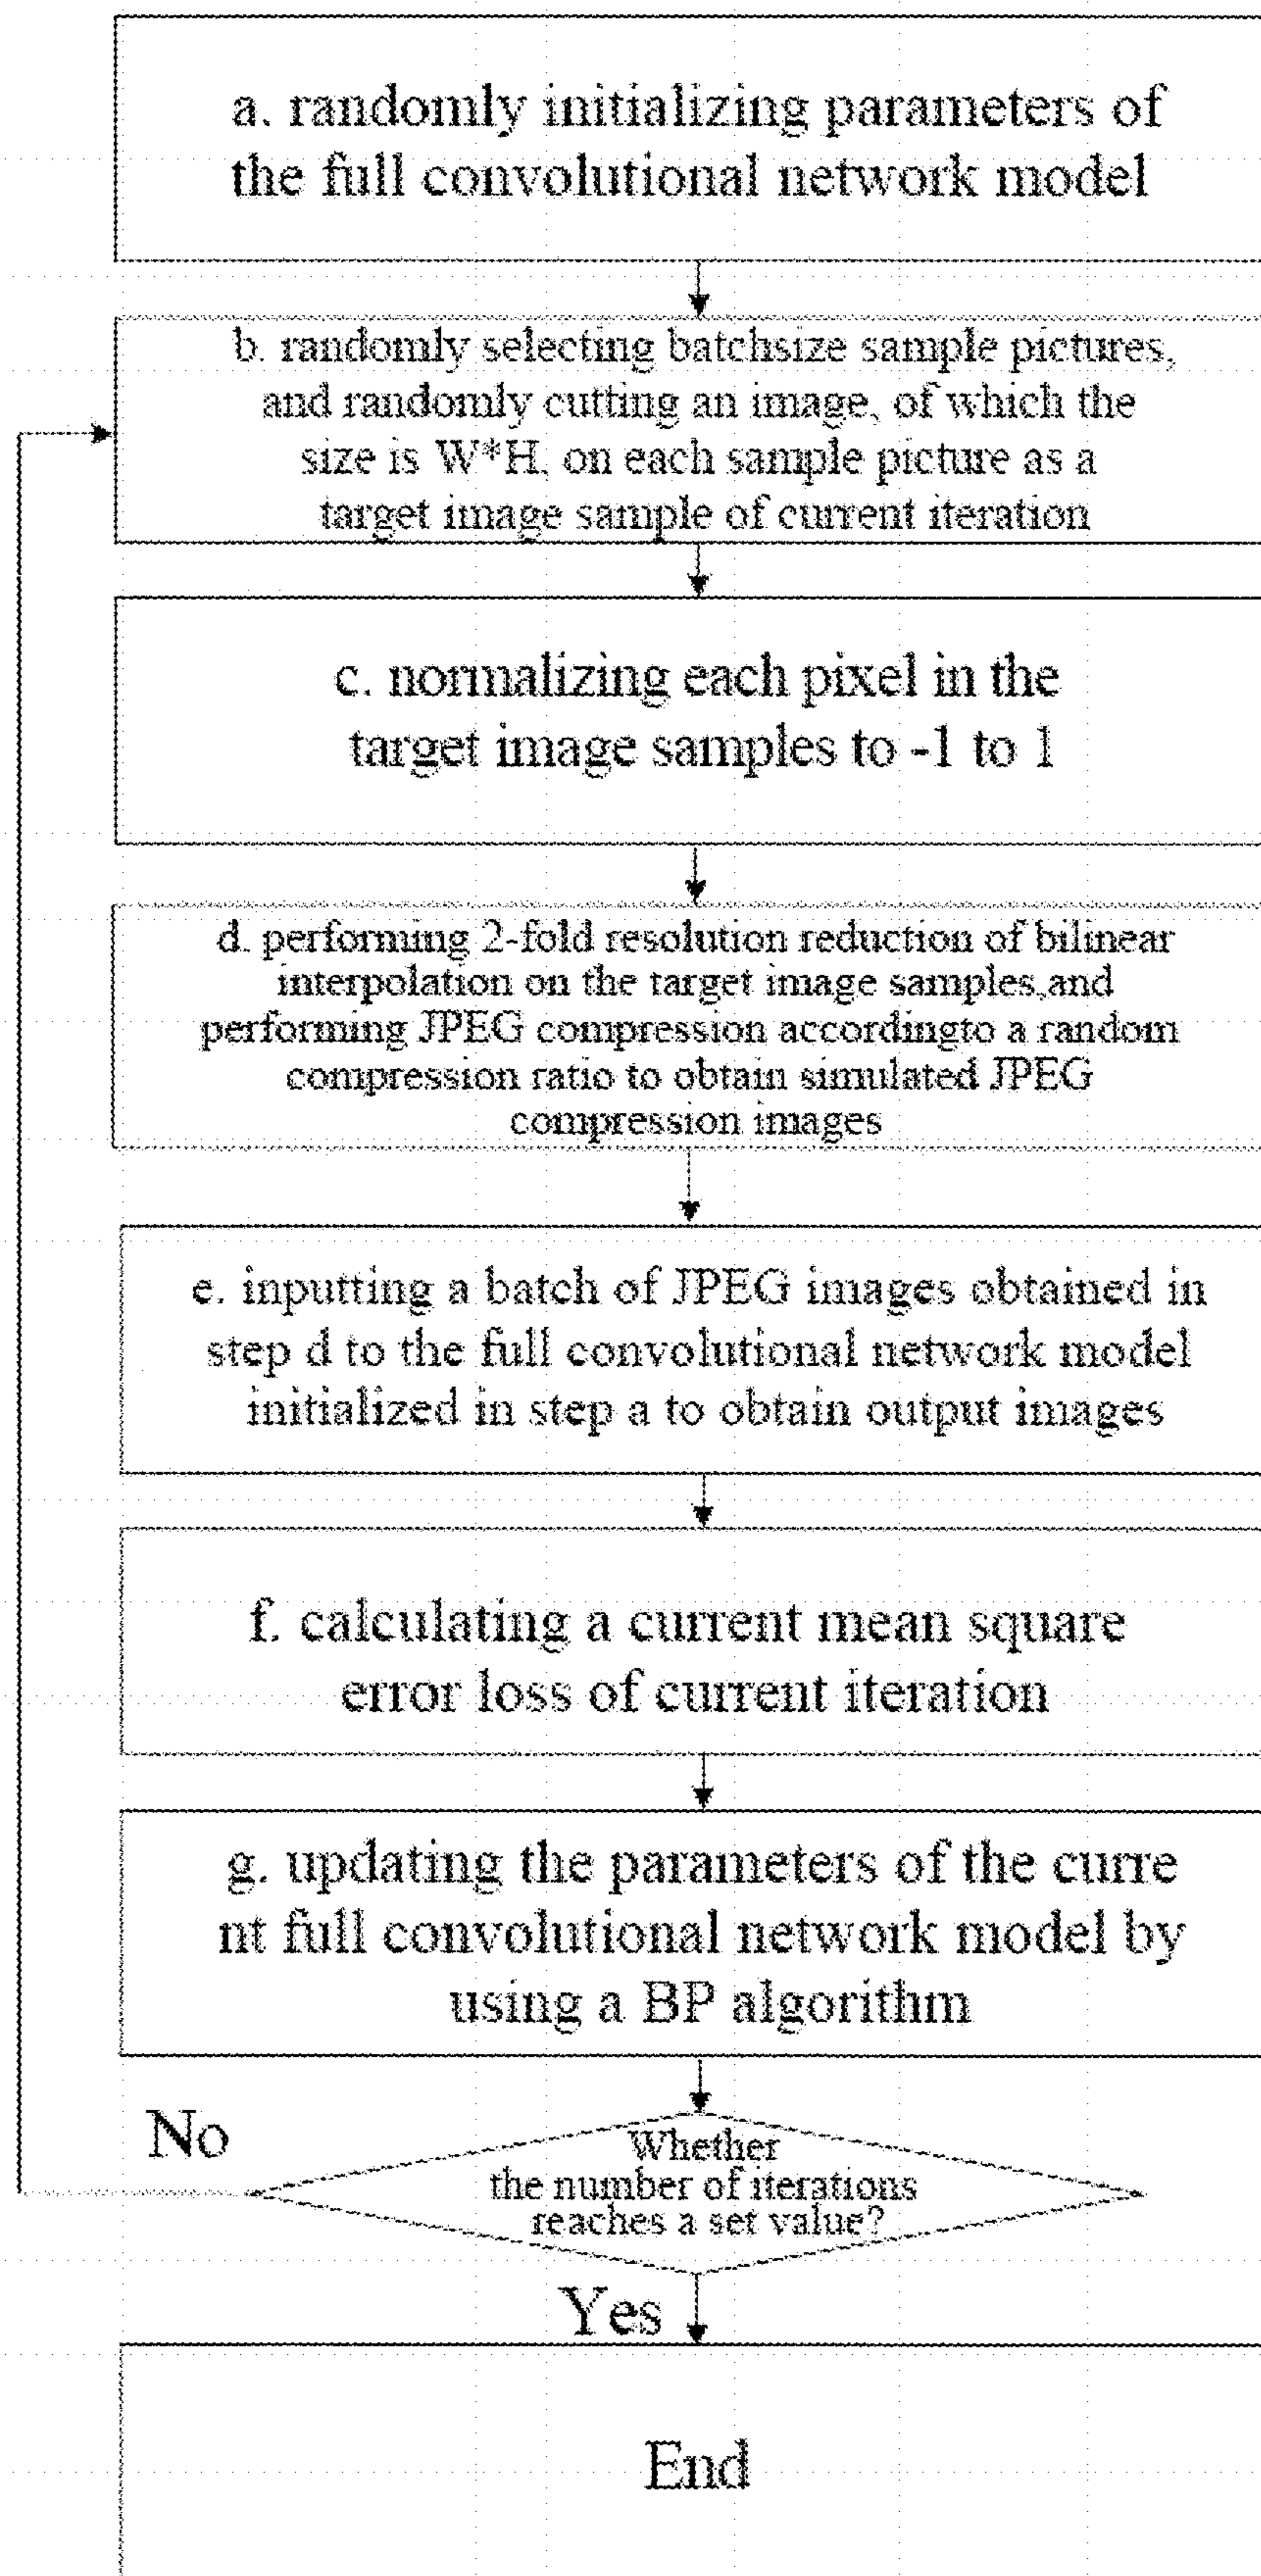 a. randomly initializing parameters of
the full convolutional network model
b. randomly selecting batchsize sample pictures,
and randomly cutting an image, of which the
size is W*H, on each sample picture as a
target image sample of current iteration
c. normalizing each pixel in the
target image samples to -1 to 1
d. performing 2-fold resolution reduction of bilinear
interpolation on the target image samples,and
performing JPEG compression accordingto a random
compression ratio to obtain simulated JPEG
compression images
e. inputting a batch of JPEG images obtained in
step d to the full convolutional network model
initialized in step a to obtain output images
f. calculating a current mean square
error loss of current iteration
g. updating the parameters of the curre
nt full convolutional network model by
using a BP algorithm
No
Whether
the number of iterations
reaches a set value?
Yes
End